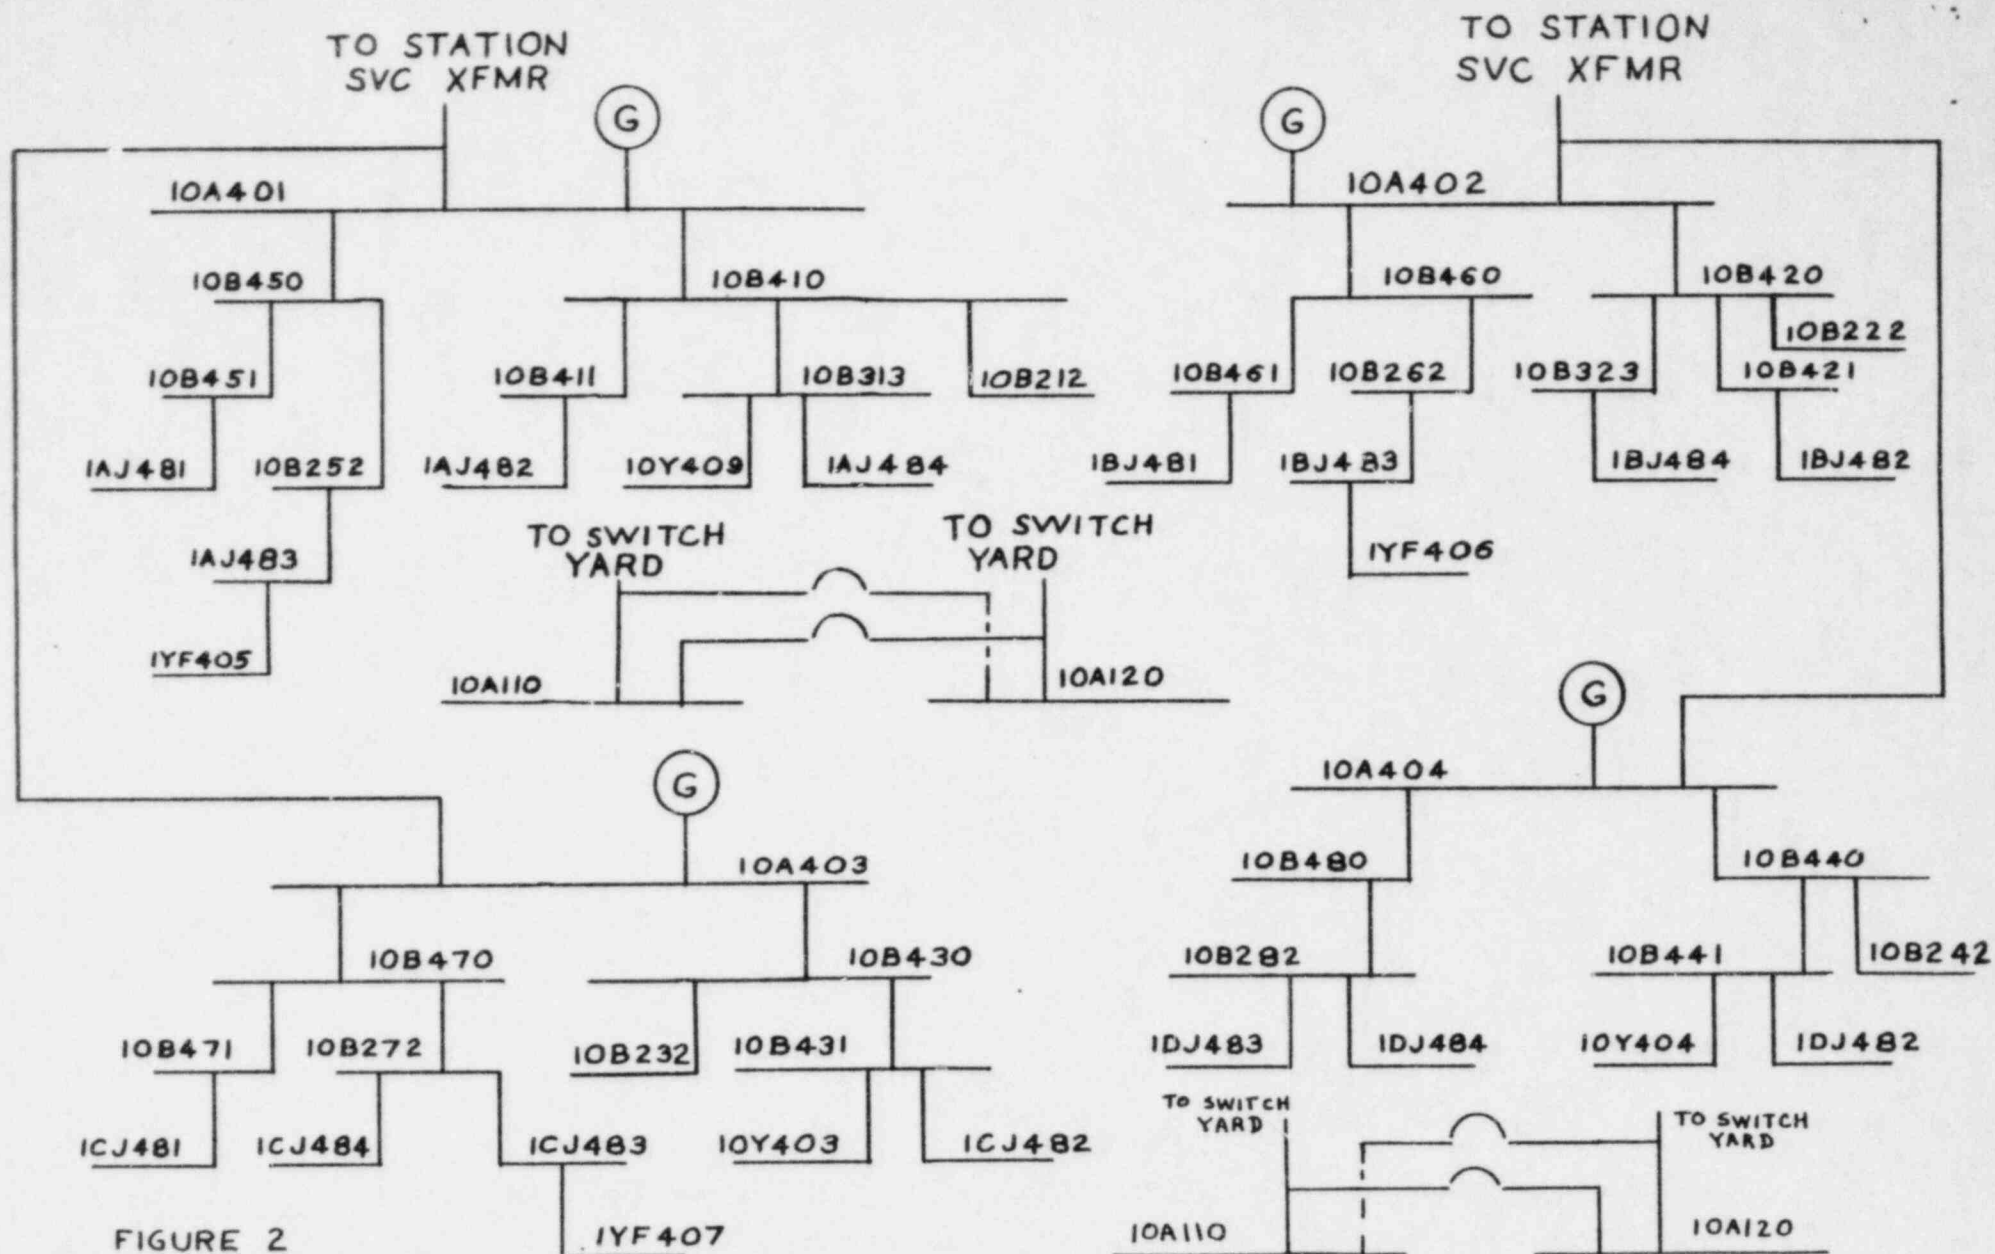 TO STATION
SVC XFMR
G
10A401
10B450
10B410
10B451
10B411
10B313
10B212
1AJ481
10B252
1AJ482
10Y409
1AJ484
1AJ483
1YF405
TO STATION
SVC XFMR
G
10A402
10B460
10B420
10B222
10B461
10B262
10B323
10B421
1BJ481
1BJ483
1BJ484
1BJ482
1YF406
TO SWITCH
YARD
TO SWITCH
YARD
10A110
10A120
G
10A403
10B470
10B430
10B471
10B272
10B232
10B431
1CJ481
1CJ484
1CJ483
10Y403
1CJ482
1YF407
G
10A404
10B480
10B440
10B282
10B441
10B242
1DJ483
1DJ484
10Y404
1DJ482
TO SWITCH
YARD
TO SWITCH
YARD
10A110
10A120
FIGURE 2